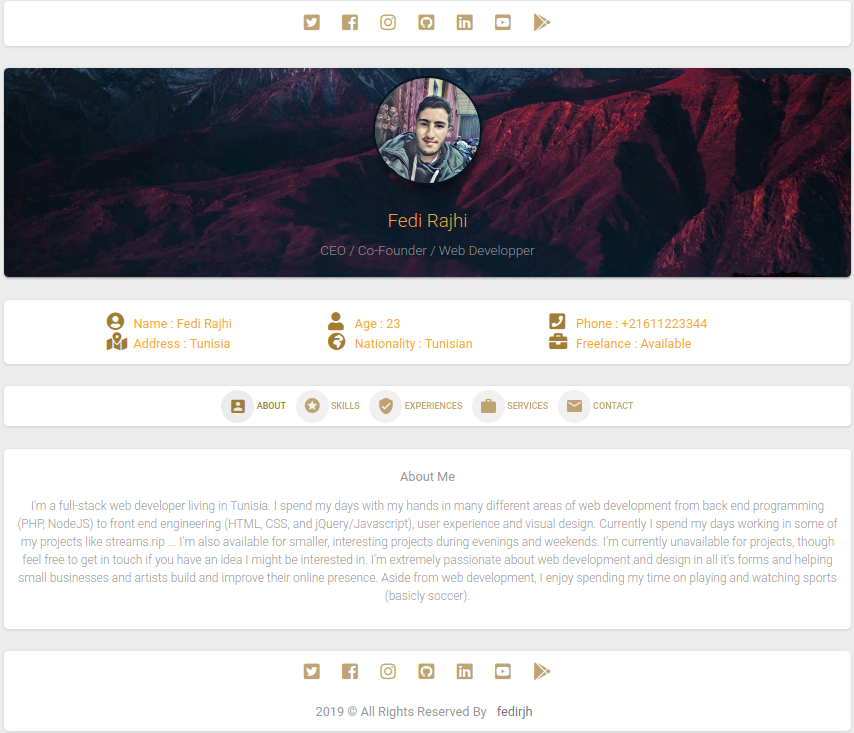 Fedi Rajhi
CEO / Co-Founder / Web Developper
Name : Fedi Rajhi
Age : 23
Phone : +21611223344
Address : Tunisia
Nationality : Tunisian
Freelance : Available
ABOUT SKILLS EXPERIENCES SERVICES CONTACT
About Me
I'm a full-stack web developer living in Tunisia. I spend my days with my hands in many different areas of web development from back end programming
(PHP, NodeJS) to front end engineering (HTML, CSS, and jQuery/Javascript), user experience and visual design. Currently I spend my days working in some of
my projects like streams.rip ... I'm also available for smaller, interesting projects during evenings and weekends. I'm currently unavailable for projects, though
feel free to get in touch if you have an idea I might be interested in. I'm extremely passionate about web development and design in all it's forms and helping
small businesses and artists build and improve their online presence. Aside from web development, I enjoy spending my time on playing and watching sports
(basicly soccer).
2019 © All Rights Reserved By fedirjh